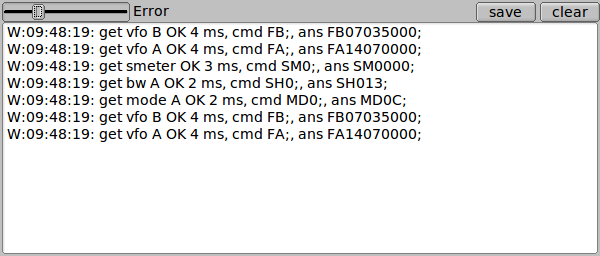 Error save clear
W:09:48:19: get vfo B OK 4 ms, cmd FB;, ans FB07035000;
W:09:48:19: get vfo A OK 4 ms, cmd FA;, ans FA14070000;
W:09:48:19: get smeter OK 3 ms, cmd SM0;, ans SM0000;
W:09:48:19: get bw A OK 2 ms, cmd SH0;, ans SH013;
W:09:48:19: get mode A OK 2 ms, cmd MD0;, ans MD0C;
W:09:48:19: get vfo B OK 4 ms, cmd FB;, ans FB07035000;
W:09:48:19: get vfo A OK 4 ms, cmd FA;, ans FA14070000;